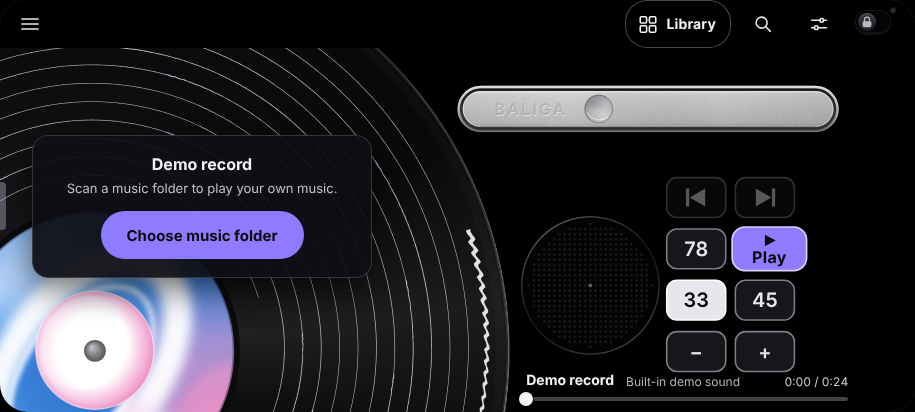 Library
BALIGA
Demo record
Scan a music folder to play your own music.
Choose music folder
78
Play
33
45
−
+
Demo record Built-in demo sound 0:00 / 0:24